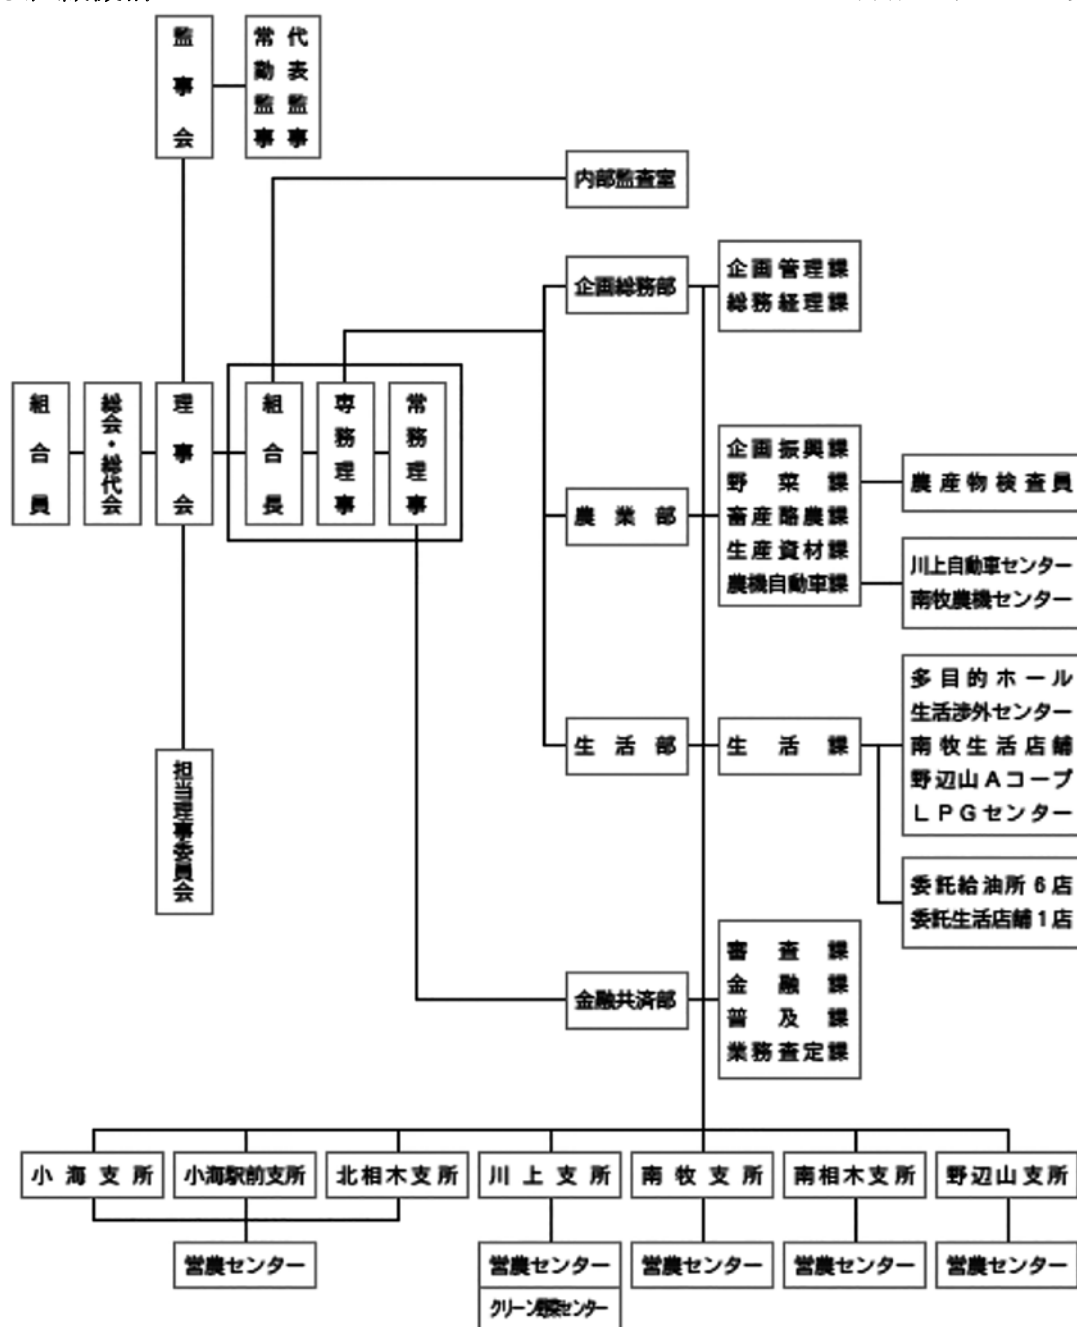 監事会
代表監事
常勤監事
内部監査室
企画総務部
企画管理課
総務経理課
組合員
総会・総代会
理事会
組合長
専務理事
常務理事
農業部
企画振興課
野菜課
畜産酪農課
生産資材課
農機自動車課
農産物検査員
川上自動車センター
南牧農機センター
生活部
生活課
多目的ホール
生活渉外センター
南牧生活店舗
野辺山Aコープ
LPGセンター
委託給油所6店
委託生活店舗1店
担当理事委員会
金融共済部
審査課
金融課
普及課
業務査定課
小海支所
小海駅前支所
北相木支所
川上支所
南牧支所
南相木支所
野辺山支所
営農センター
営農センター
営農センター
営農センター
営農センター
クリーン野菜センター